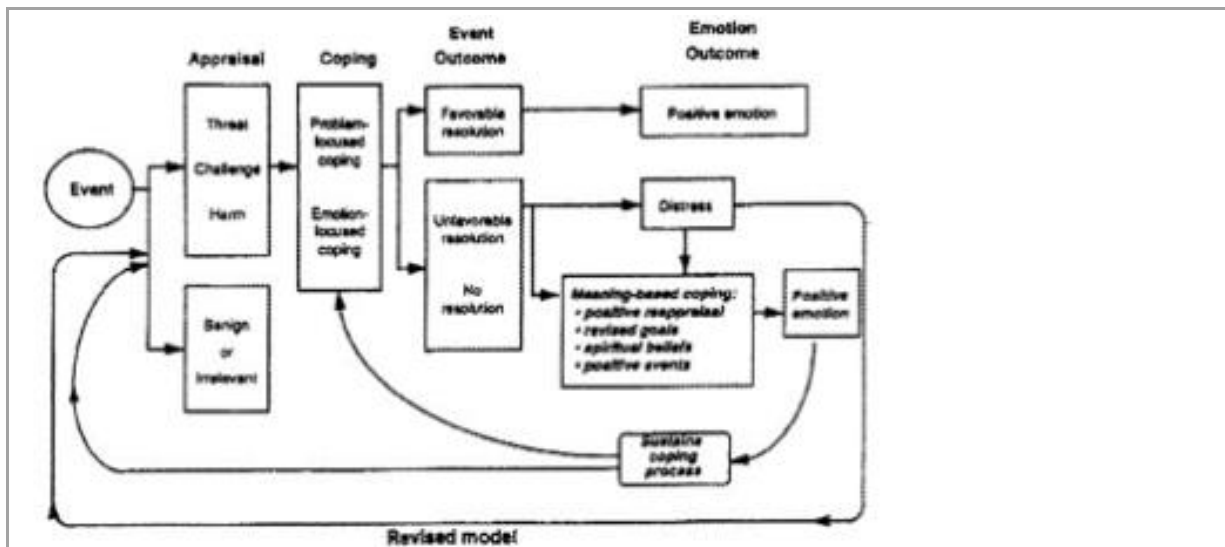 Event
Outcome
Emotion
Outcome
Appraisal
Coping
Threat
Challenge
Harm
Problem-
focused
coping
Emotion-
focused
coping
Favorable
resolution
Positive emotion
Event
Unfavorable
resolution
No
resolution
Distress
Meaning-based coping:
• positive reappraisal
• revised goals
• spiritual beliefs
• positive events
Positive
emotion
Benign
or
irrelevant
Sustains
coping
process
Revised model